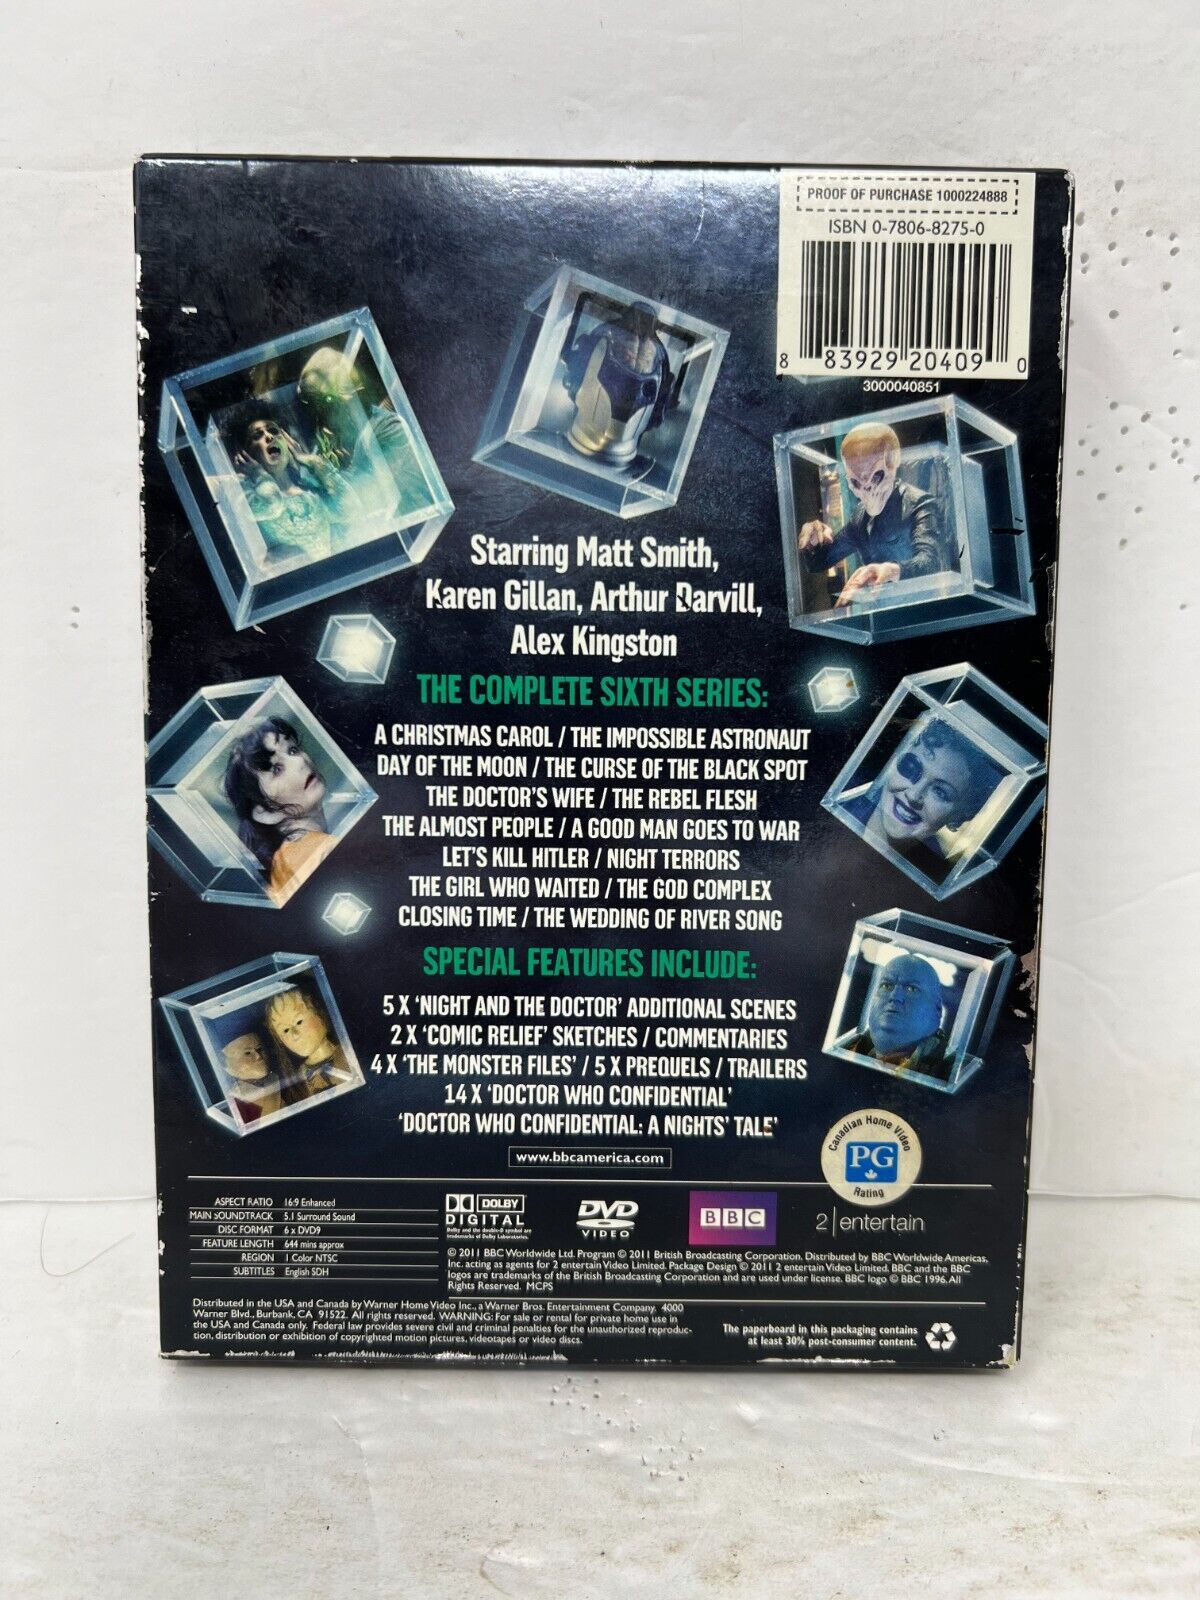 PROOF OF PURCHASE 1000224888
ISBN 0-7806-8275-0
8 83929 20409 0
3000040851
Starring Matt Smith,
Karen Gillan, Arthur Darvill,
Alex Kingston
THE COMPLETE SIXTH SERIES:
A CHRISTMAS CAROL / THE IMPOSSIBLE ASTRONAUT
DAY OF THE MOON / THE CURSE OF THE BLACK SPOT
THE DOCTOR'S WIFE / THE REBEL FLESH
THE ALMOST PEOPLE / A GOOD MAN GOES TO WAR
LET'S KILL HITLER / NIGHT TERRORS
THE GIRL WHO WAITED / THE GOD COMPLEX
CLOSING TIME / THE WEDDING OF RIVER SONG
SPECIAL FEATURES INCLUDE:
5 X 'NIGHT AND THE DOCTOR' ADDITIONAL SCENES
2 X 'COMIC RELIEF' SKETCHES / COMMENTARIES
4 X 'THE MONSTER FILES' / 5 X PREQUELS / TRAILERS
14 X 'DOCTOR WHO CONFIDENTIAL'
'DOCTOR WHO CONFIDENTIAL: A NIGHTS' TALE'
www.bbcamerica.com
Canadian Home Video
PG
Rating
ASPECT RATIO 16:9 Enhanced
MAIN SOUNDTRACK 5.1 Surround Sound
DISC FORMAT 6 x DVD9
FEATURE LENGTH 644 mins approx
REGION 1 Color NTSC
SUBTITLES English SDH
DOLBY
DIGITAL
Dolby and the double-D symbol are
trademarks of Dolby Laboratories.
DVD
VIDEO
BBC
2|entertain
© 2011 BBC Worldwide Ltd. Program © 2011 British Broadcasting Corporation. Distributed by BBC Worldwide Americas,
Inc. acting as agents for 2 entertain Video Limited. Package Design © 2011 2 entertain Video Limited. BBC and the BBC
logos are trademarks of the British Broadcasting Corporation and are used under license. BBC logo © BBC 1996. All
Rights Reserved. MCPS
Distributed in the USA and Canada by Warner Home Video Inc., a Warner Bros. Entertainment Company. 4000
Warner Blvd., Burbank, CA 91522. All rights reserved. WARNING: For sale or rental for private home use in
the USA and Canada only. Federal law provides severe civil and criminal penalties for the unauthorized reproduc-
tion, distribution or exhibition of copyrighted motion pictures, videotapes or video discs.
The paperboard in this packaging contains
at least 30% post-consumer content.